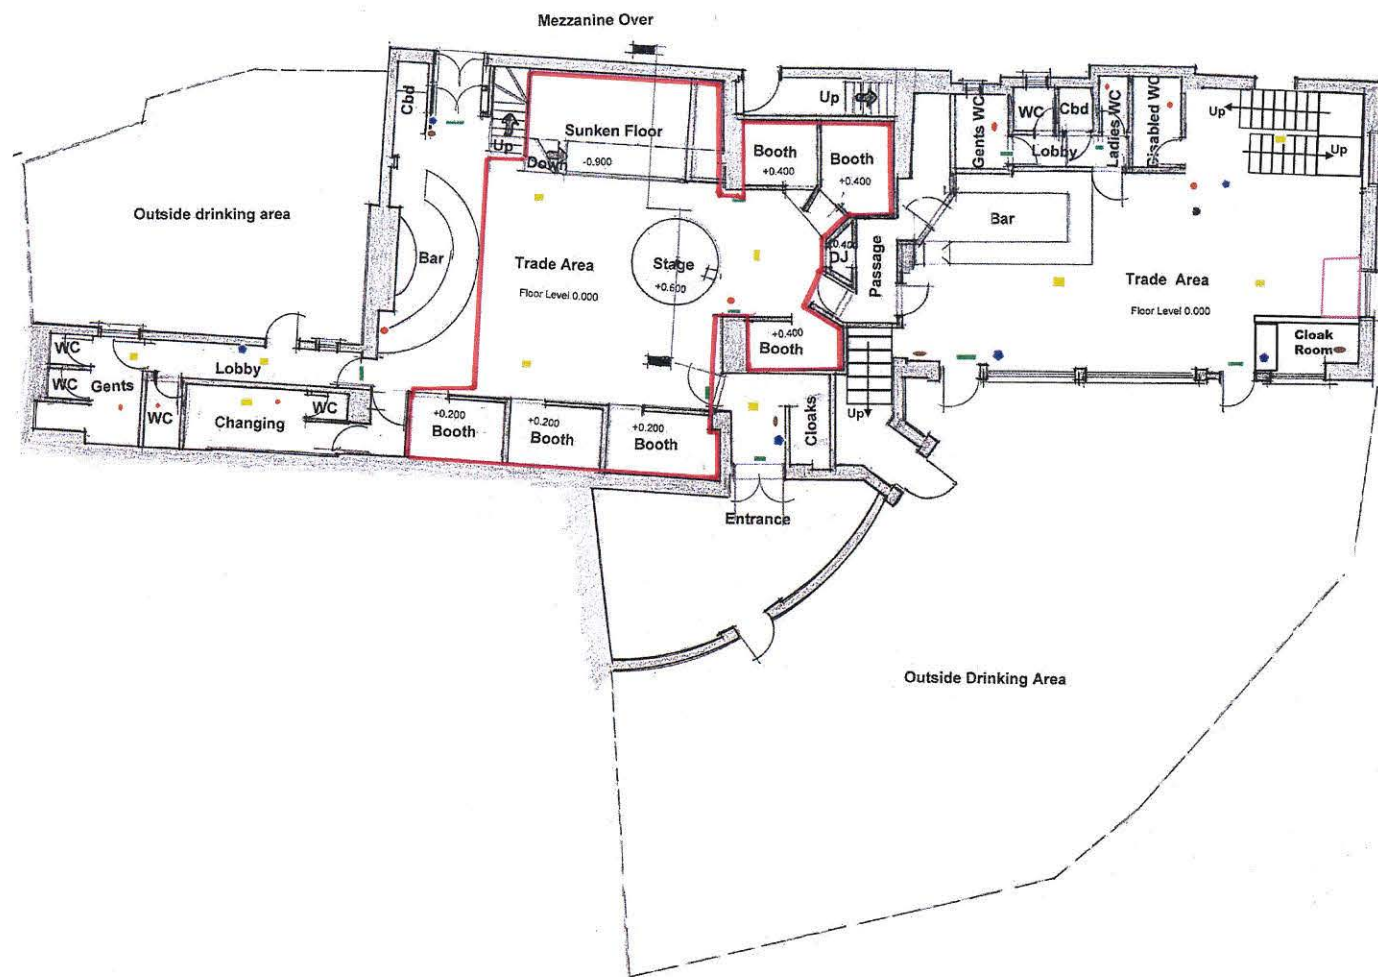 Mezzanine Over
Cbd
Up
Sunken Floor
Down
-0.900
Up
Booth
+0.400
Booth
+0.400
Gents WC
WC
Cbd
Lobby
Ladies WC
Disabled WC
Up
Up
Outside drinking area
Bar
Trade Area
Floor Level 0.000
Stage
+0.600
+0.400
DJ
Passage
Bar
Trade Area
Floor Level 0.000
+0.400
Booth
Cloak
Room
WC
WC
Gents
Lobby
WC
Changing
WC
+0.200
Booth
+0.200
Booth
+0.200
Booth
Cloaks
Up
Entrance
Outside Drinking Area